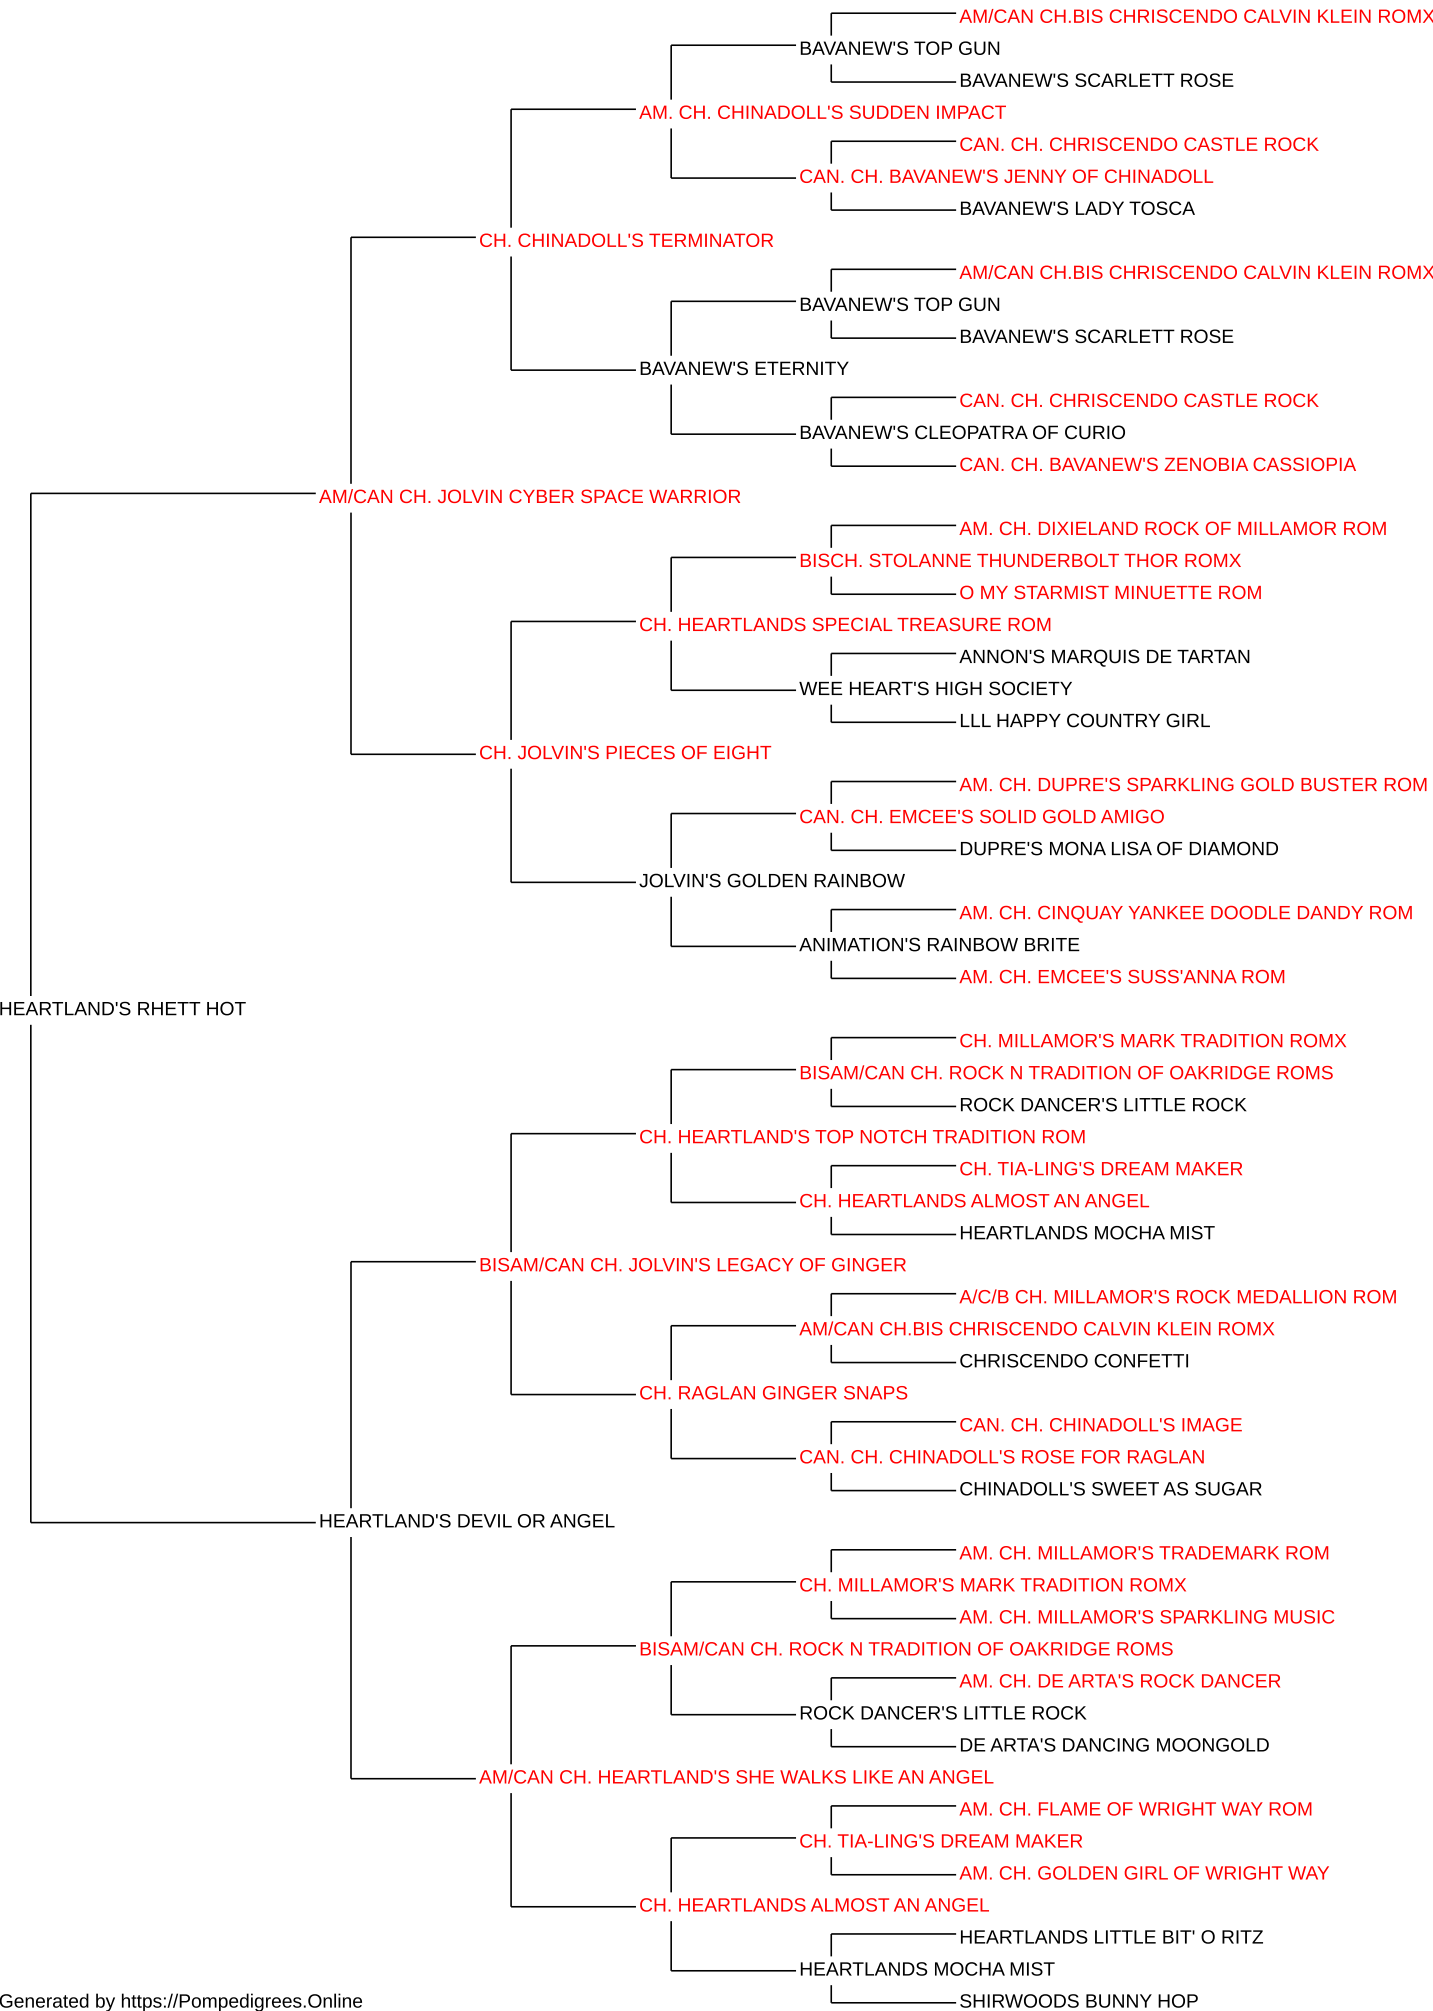 AM/CAN CH.BIS CHRISCENDO CALVIN KLEIN ROMX
BAVANEW'S TOP GUN
BAVANEW'S SCARLETT ROSE
AM. CH. CHINADOLL'S SUDDEN IMPACT
CAN. CH. CHRISCENDO CASTLE ROCK
CAN. CH. BAVANEW'S JENNY OF CHINADOLL
BAVANEW'S LADY TOSCA
CH. CHINADOLL'S TERMINATOR
AM/CAN CH.BIS CHRISCENDO CALVIN KLEIN ROMX
BAVANEW'S TOP GUN
BAVANEW'S SCARLETT ROSE
BAVANEW'S ETERNITY
CAN. CH. CHRISCENDO CASTLE ROCK
BAVANEW'S CLEOPATRA OF CURIO
CAN. CH. BAVANEW'S ZENOBIA CASSIOPIA
AM/CAN CH. JOLVIN CYBER SPACE WARRIOR
AM. CH. DIXIELAND ROCK OF MILLAMOR ROM
BISCH. STOLANNE THUNDERBOLT THOR ROMX
O MY STARMIST MINUETTE ROM
CH. HEARTLANDS SPECIAL TREASURE ROM
ANNON'S MARQUIS DE TARTAN
WEE HEART'S HIGH SOCIETY
LLL HAPPY COUNTRY GIRL
CH. JOLVIN'S PIECES OF EIGHT
AM. CH. DUPRE'S SPARKLING GOLD BUSTER ROM
CAN. CH. EMCEE'S SOLID GOLD AMIGO
DUPRE'S MONA LISA OF DIAMOND
JOLVIN'S GOLDEN RAINBOW
AM. CH. CINQUAY YANKEE DOODLE DANDY ROM
ANIMATION'S RAINBOW BRITE
AM. CH. EMCEE'S SUSS'ANNA ROM
HEARTLAND'S RHETT HOT
CH. MILLAMOR'S MARK TRADITION ROMX
BISAM/CAN CH. ROCK N TRADITION OF OAKRIDGE ROMS
ROCK DANCER'S LITTLE ROCK
CH. HEARTLAND'S TOP NOTCH TRADITION ROM
CH. TIA-LING'S DREAM MAKER
CH. HEARTLANDS ALMOST AN ANGEL
HEARTLANDS MOCHA MIST
BISAM/CAN CH. JOLVIN'S LEGACY OF GINGER
A/C/B CH. MILLAMOR'S ROCK MEDALLION ROM
AM/CAN CH.BIS CHRISCENDO CALVIN KLEIN ROMX
CHRISCENDO CONFETTI
CH. RAGLAN GINGER SNAPS
CAN. CH. CHINADOLL'S IMAGE
CAN. CH. CHINADOLL'S ROSE FOR RAGLAN
CHINADOLL'S SWEET AS SUGAR
HEARTLAND'S DEVIL OR ANGEL
AM. CH. MILLAMOR'S TRADEMARK ROM
CH. MILLAMOR'S MARK TRADITION ROMX
AM. CH. MILLAMOR'S SPARKLING MUSIC
BISAM/CAN CH. ROCK N TRADITION OF OAKRIDGE ROMS
AM. CH. DE ARTA'S ROCK DANCER
ROCK DANCER'S LITTLE ROCK
DE ARTA'S DANCING MOONGOLD
AM/CAN CH. HEARTLAND'S SHE WALKS LIKE AN ANGEL
AM. CH. FLAME OF WRIGHT WAY ROM
CH. TIA-LING'S DREAM MAKER
AM. CH. GOLDEN GIRL OF WRIGHT WAY
CH. HEARTLANDS ALMOST AN ANGEL
HEARTLANDS LITTLE BIT' O RITZ
HEARTLANDS MOCHA MIST
SHIRWOODS BUNNY HOP
Generated by https://Pompedigrees.Online